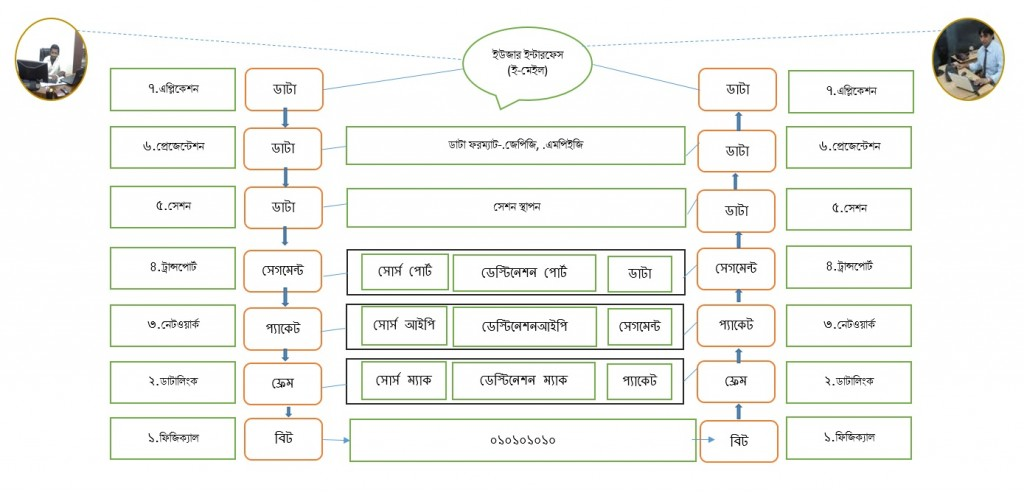 ইউজার ইন্টারফেস
(ই-মেইল)
৭.এপ্লিকেশন
ডাটা
ডাটা
৭.এপ্লিকেশন
৬.প্রেজেন্টেশন
ডাটা
ডাটা ফরম্যাট-.জেপিজি, .এমপিইজি
ডাটা
৬.প্রেজেন্টেশন
৫.সেশন
ডাটা
সেশন স্থাপন
ডাটা
৫.সেশন
৪.ট্রান্সপোর্ট
সেগমেন্ট
সোর্স পোর্ট
ডেস্টিনেশন পোর্ট
ডাটা
সেগমেন্ট
৪.ট্রান্সপোর্ট
৩.নেটওয়ার্ক
প্যাকেট
সোর্স আইপি
ডেস্টিনেশনআইপি
সেগমেন্ট
প্যাকেট
৩.নেটওয়ার্ক
২.ডাটালিংক
ফ্রেম
সোর্স ম্যাক
ডেস্টিনেশন ম্যাক
প্যাকেট
ফ্রেম
২.ডাটালিংক
১.ফিজিক্যাল
বিট
০১০১০১০১০
বিট
১.ফিজিক্যাল